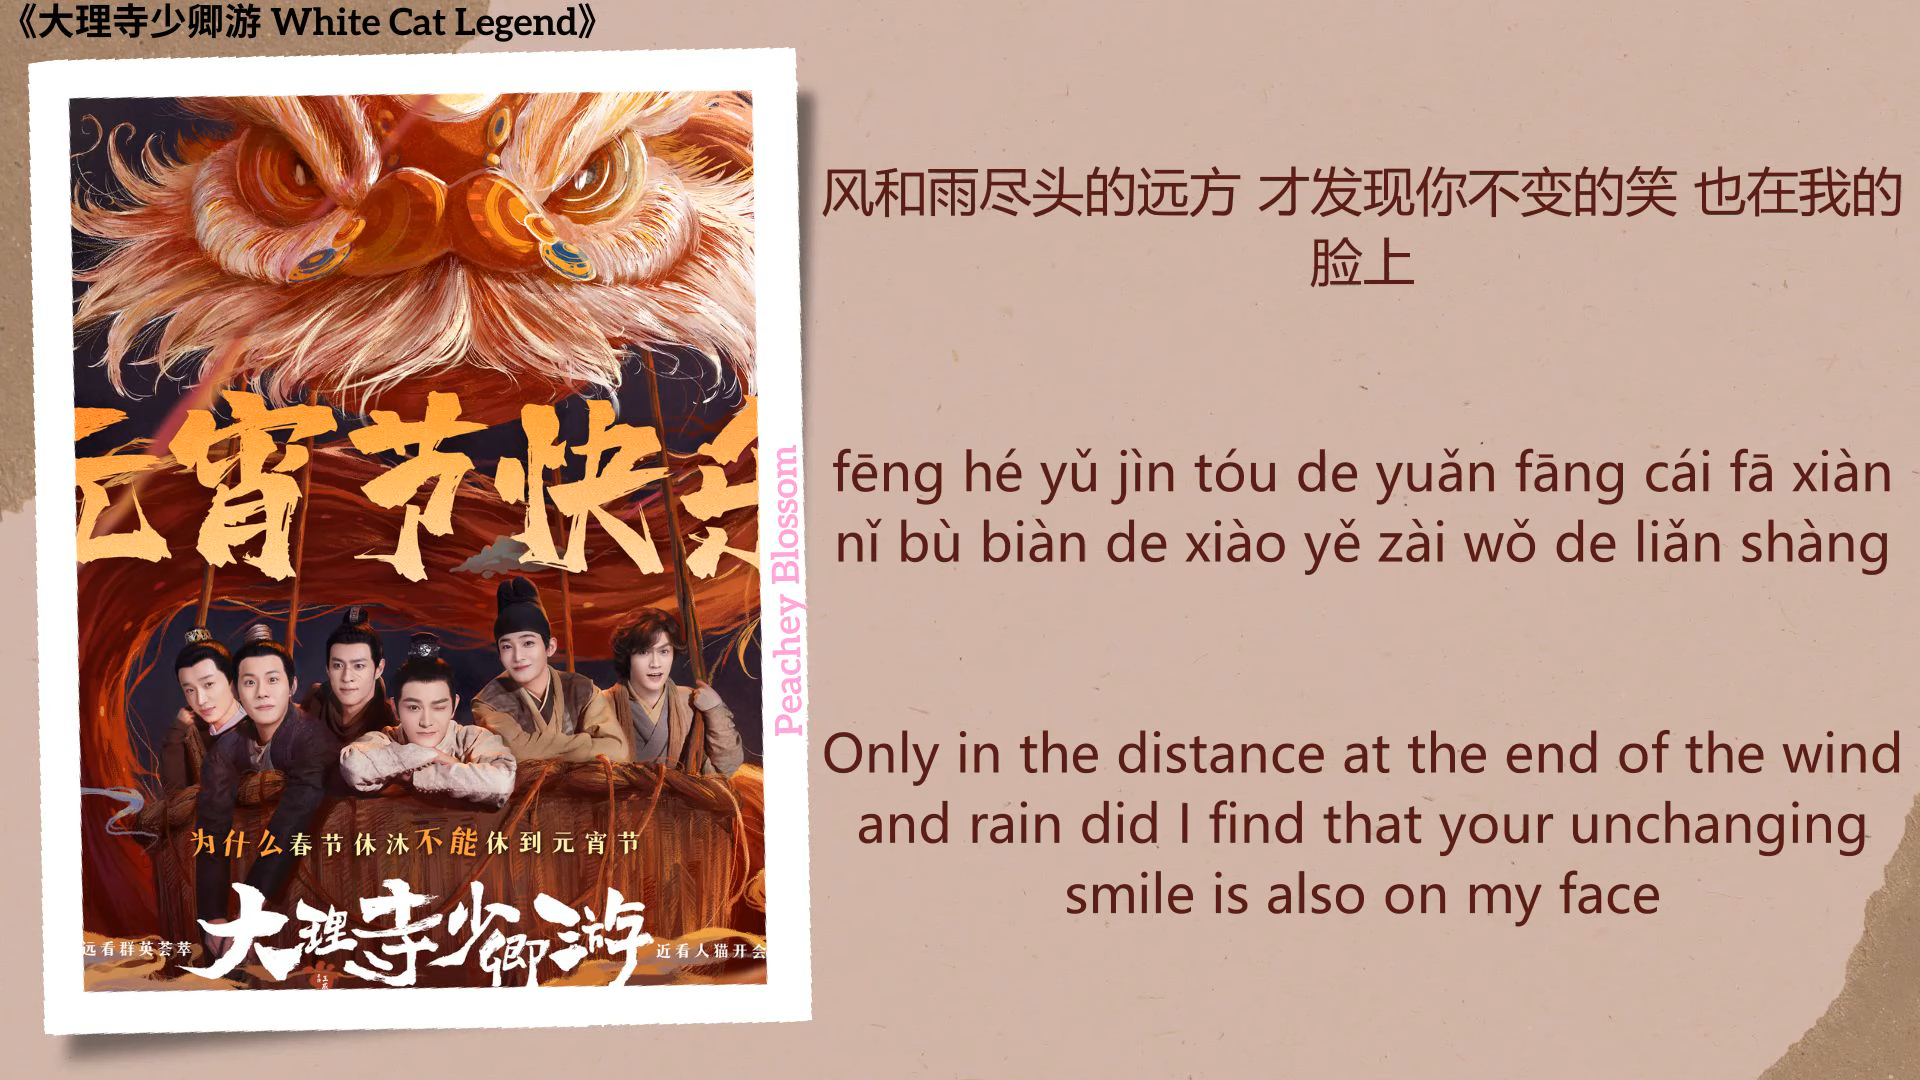 《大理寺少卿游 White Cat Legend》
元宵节快乐
为什么春节休沐不能休到元宵节
远看群英荟萃
大理寺少卿游
近看人猫开会
Peachey Blossom
风和雨尽头的远方 才发现你不变的笑 也在我的
脸上
fēng hé yǔ jìn tóu de yuǎn fāng cái fā xiàn
nǐ bù biàn de xiào yě zài wǒ de liǎn shàng
Only in the distance at the end of the wind
and rain did I find that your unchanging
smile is also on my face